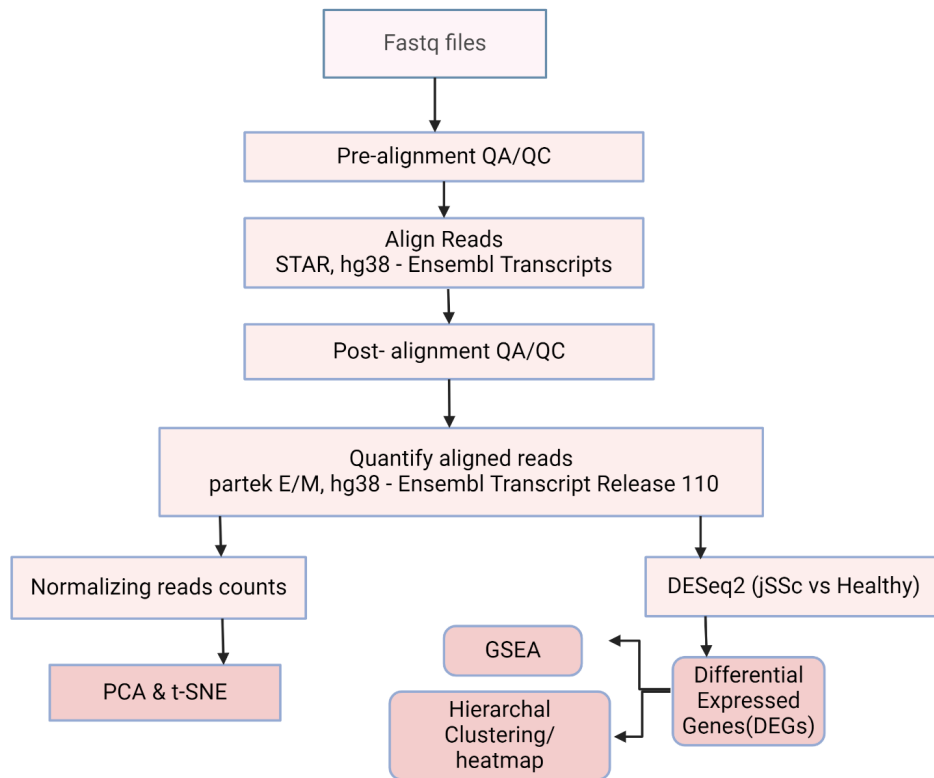 Fastq files
Pre-alignment QA/QC
Align Reads
STAR, hg38 - Ensembl Transcripts
Post- alignment QA/QC
Quantify aligned reads
partek E/M, hg38 - Ensembl Transcript Release 110
Normalizing reads counts
DESeq2 (jSSc vs Healthy)
PCA & t-SNE
GSEA
Differential
Expressed
Genes(DEGs)
Hierarchal
Clustering/
heatmap